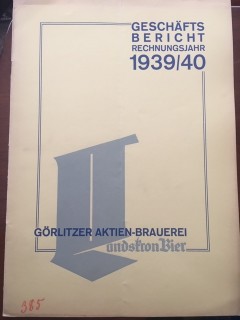 GESCHÄFTS
BERICHT
RECHNUNGSJAHR
1939/40
GÖRLITZER AKTIEN-BRAUEREI
Landskron Bier
385